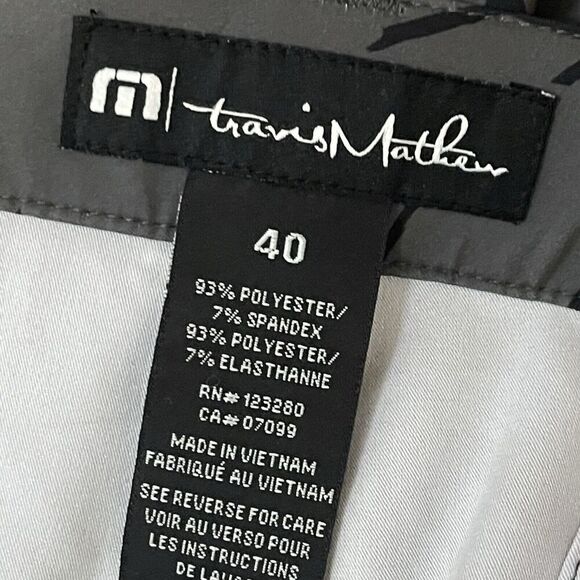 travisMathew
40
93% POLYESTER/
7% SPANDEX
93% POLYESTER/
7% ELASTHANNE
RN# 123280
CA# 07099
MADE IN VIETNAM
FABRIQUÉ AU VIETNAM
SEE REVERSE FOR CARE
VOIR AU VERSO POUR
LES INSTRUCTIONS
DE